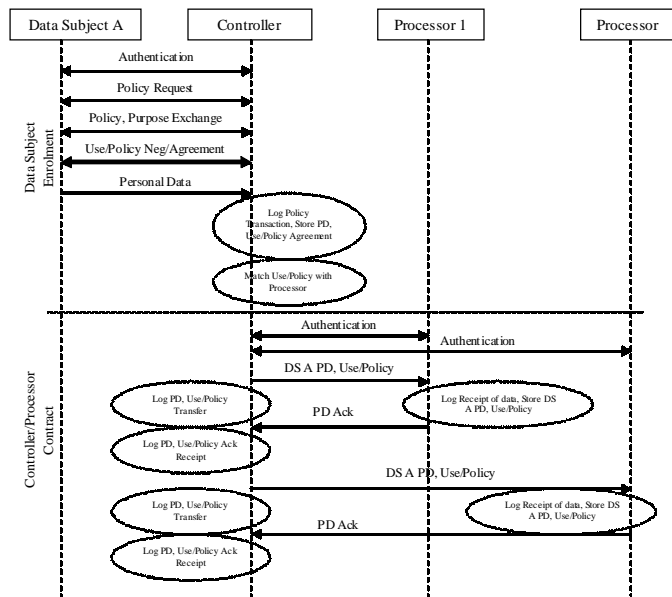 Data Subject A
Controller
Processor 1
Processor
Authentication
Policy Request
Policy, Purpose Exchange
Use/Policy Neg/Agreement
Personal Data
Data Subject
Enrolment
Log Policy
Transaction, Store PD,
Use/Policy Agreement
Match Use/Policy with
Processor
Authentication
Authentication
DS A PD, Use/Policy
Log PD, Use/Policy
Transfer
Log Receipt of data, Store DS
A PD, Use/Policy
PD Ack
Log PD, Use/Policy Ack
Receipt
Controller/Processor
Contract
DS A PD, Use/Policy
Log PD, Use/Policy
Transfer
Log Receipt of data, Store DS
A PD, Use/Policy
PD Ack
Log PD, Use/Policy Ack
Receipt